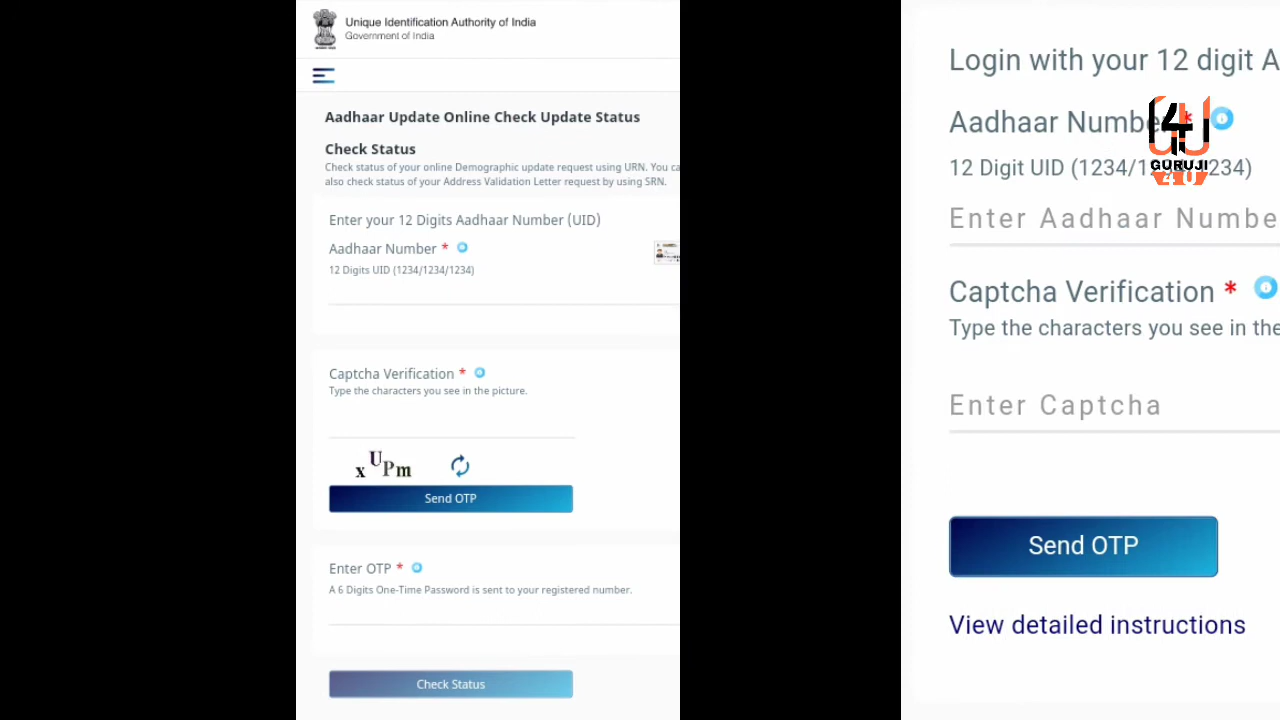 Unique Identification Authority of India
Government of India
Aadhaar Update Online Check Update Status
Check Status
Check status of your online Demographic update request using URN. You ca
also check status of your Address Validation Letter request by using SRN.
Enter your 12 Digits Aadhaar Number (UID)
Aadhaar Number *
12 Digits UID (1234/1234/1234)
Captcha Verification *
Type the characters you see in the picture.
x U P m
Send OTP
Enter OTP *
A 6 Digits One-Time Password is sent to your registered number.
Check Status
Login with your 12 digit A
Aadhaar Number *
12 Digit UID (1234/1 234)
Enter Aadhaar Numbe
Captcha Verification *
Type the characters you see in the
Enter Captcha
Send OTP
View detailed instructions
4U
GURUJI
4U